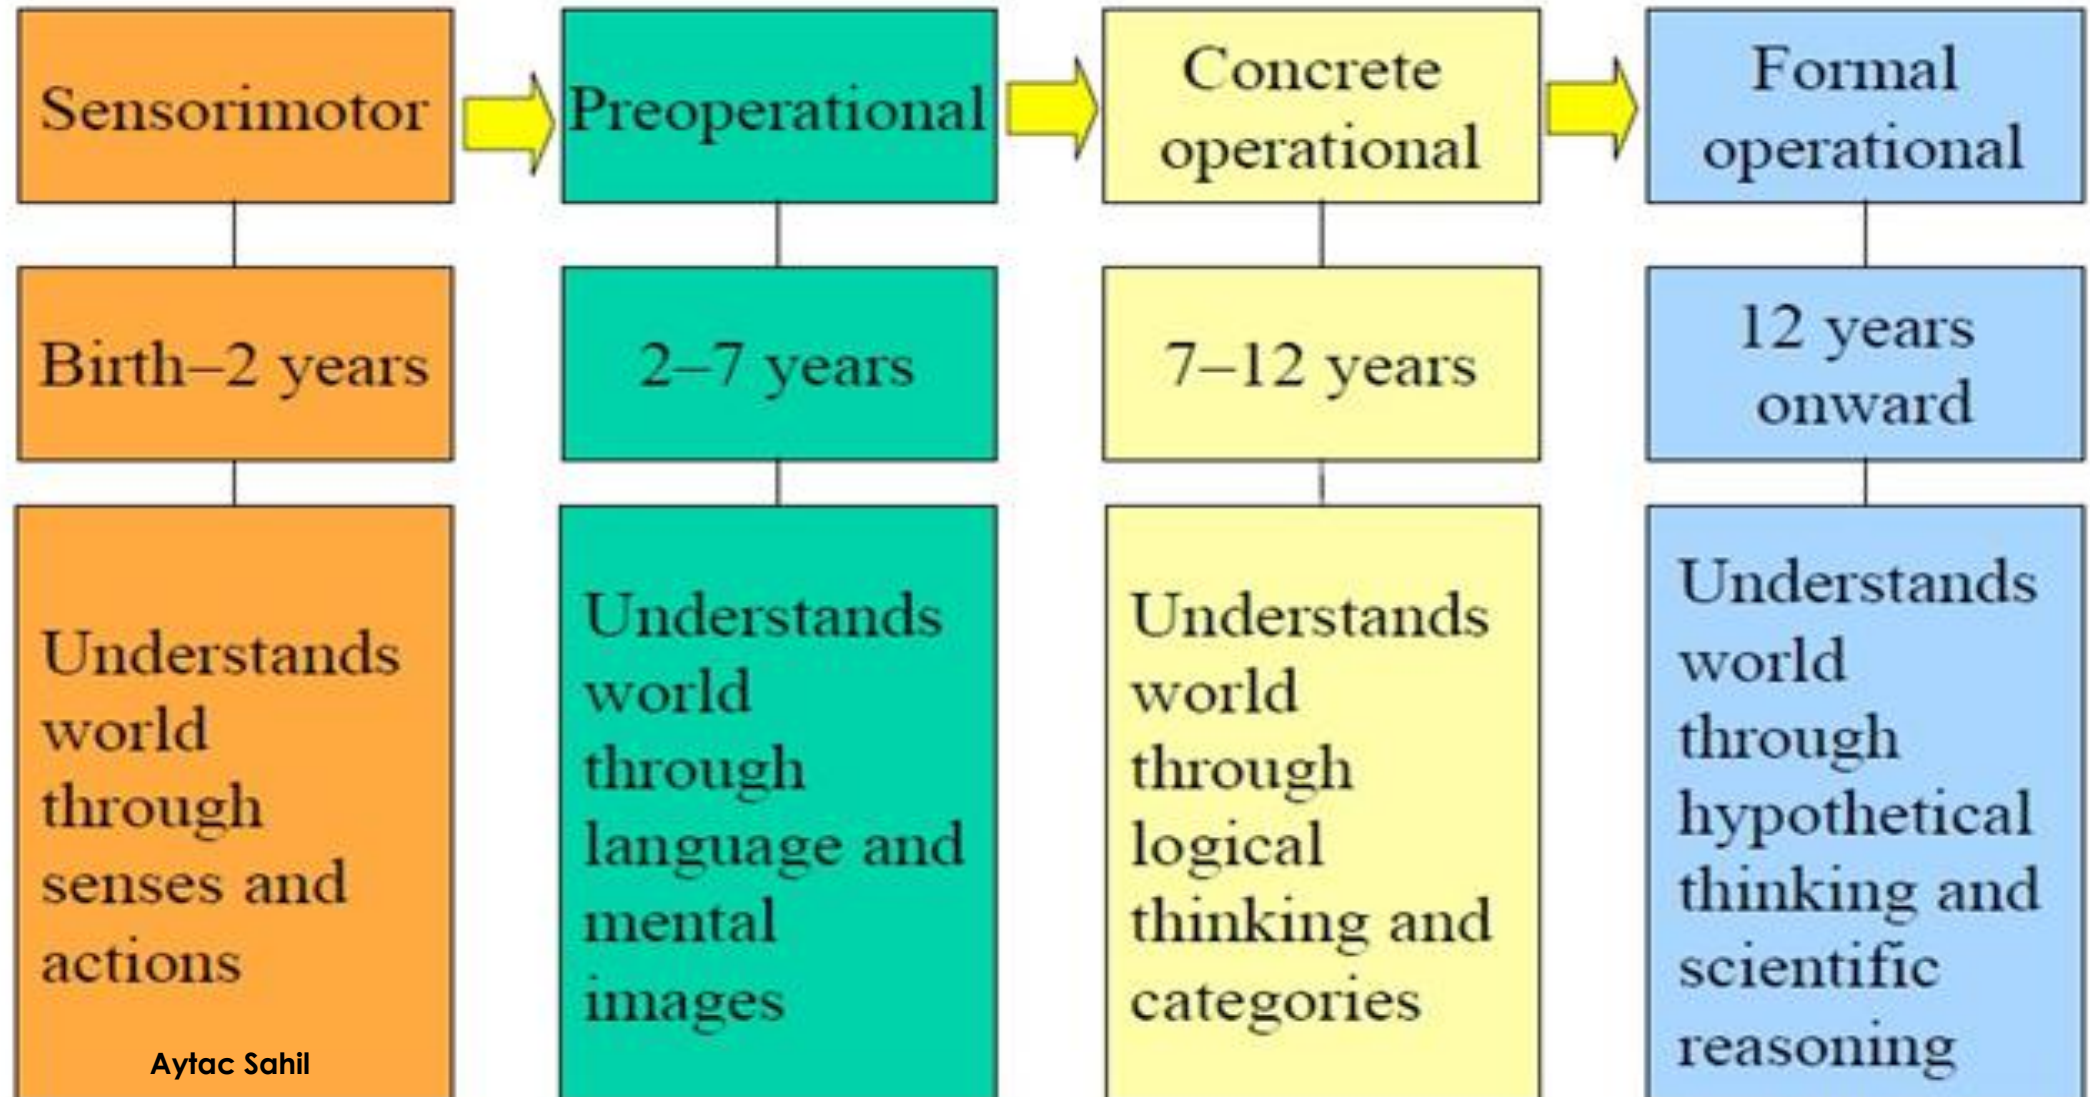 Sensorimotor
Preoperational
Concrete
operational
Formal
operational
Birth–2 years
2–7 years
7–12 years
12 years
onward
Understands
world
through
senses and
actions
Understands
world
through
language and
mental
images
Understands
world
through
logical
thinking and
categories
Understands
world
through
hypothetical
thinking and
scientific
reasoning
Aytac Sahil